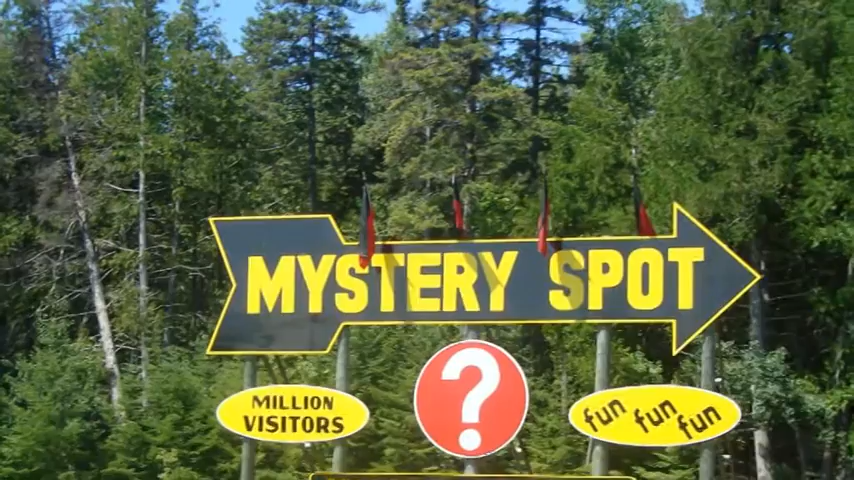 MYSTERY SPOT
MILLION
VISITORS
?
fun fun fun